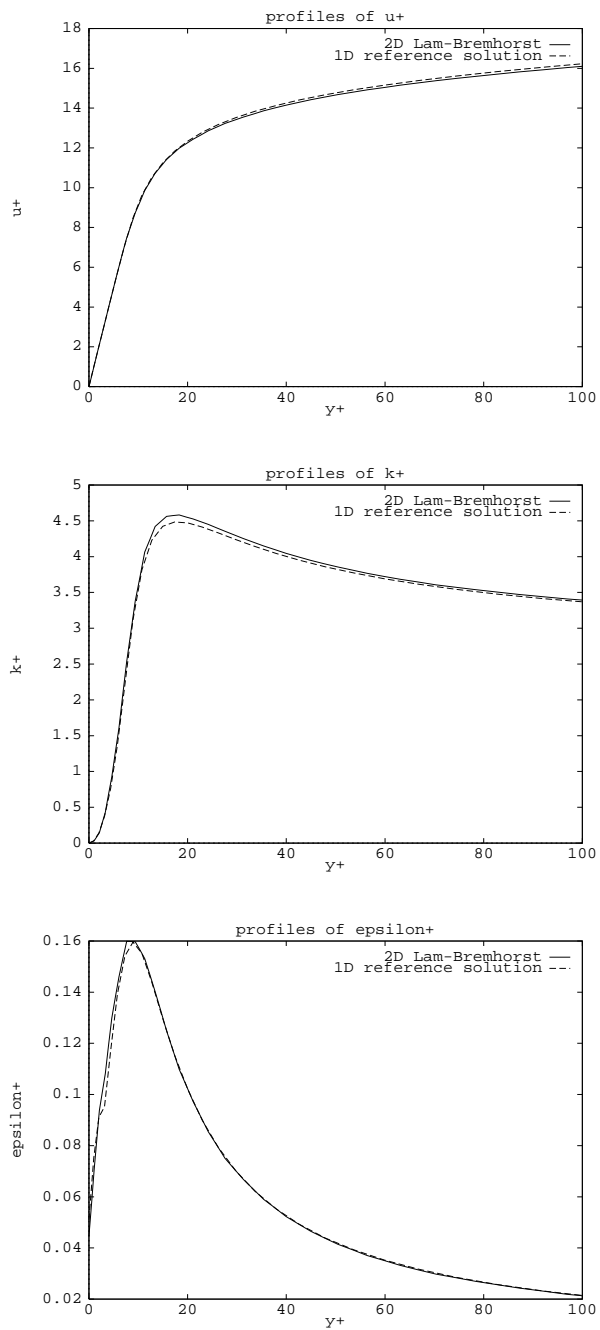 profiles of u+
18
2D Lam-Bremhorst
1D reference solution
16
14
12
10
8
6
4
2
0
u+
0 20 40 60 80 100
y+
profiles of k+
5
2D Lam-Bremhorst
1D reference solution
4.5
4
3.5
3
2.5
2
1.5
1
0.5
0
k+
0 20 40 60 80 100
y+
profiles of epsilon+
0.16
2D Lam-Bremhorst
1D reference solution
0.14
0.12
0.1
0.08
0.06
0.04
0.02
epsilon+
0 20 40 60 80 100
y+